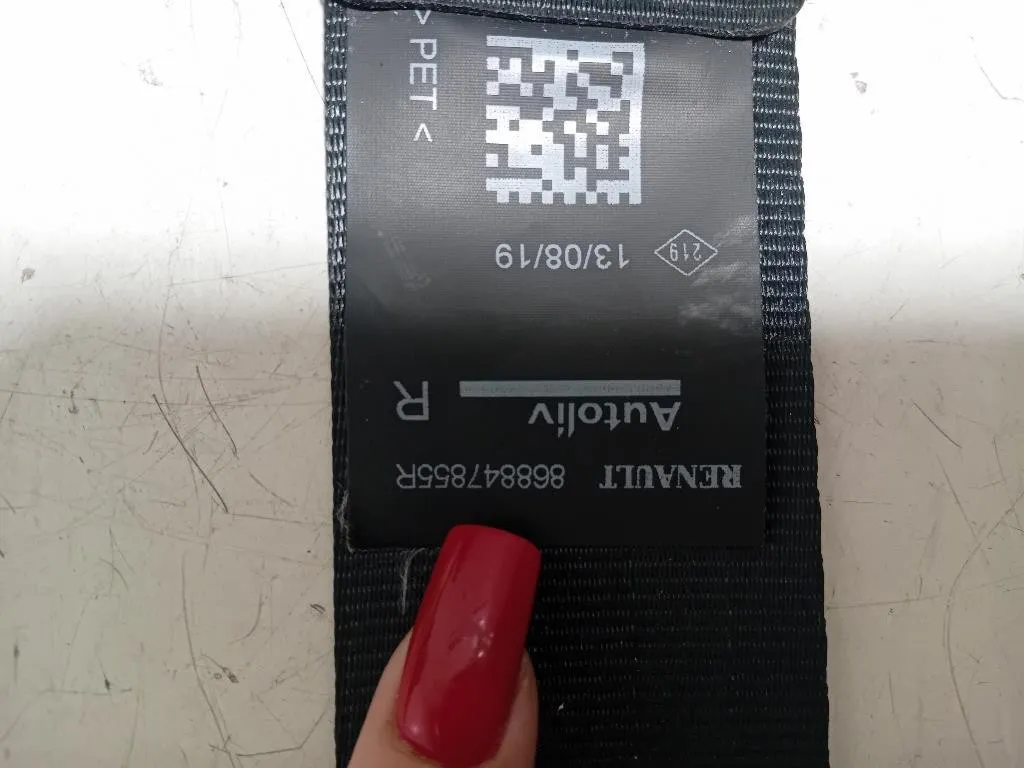 RENAULT 868847855R
Autoliv R
219 13/08/19
> PET <